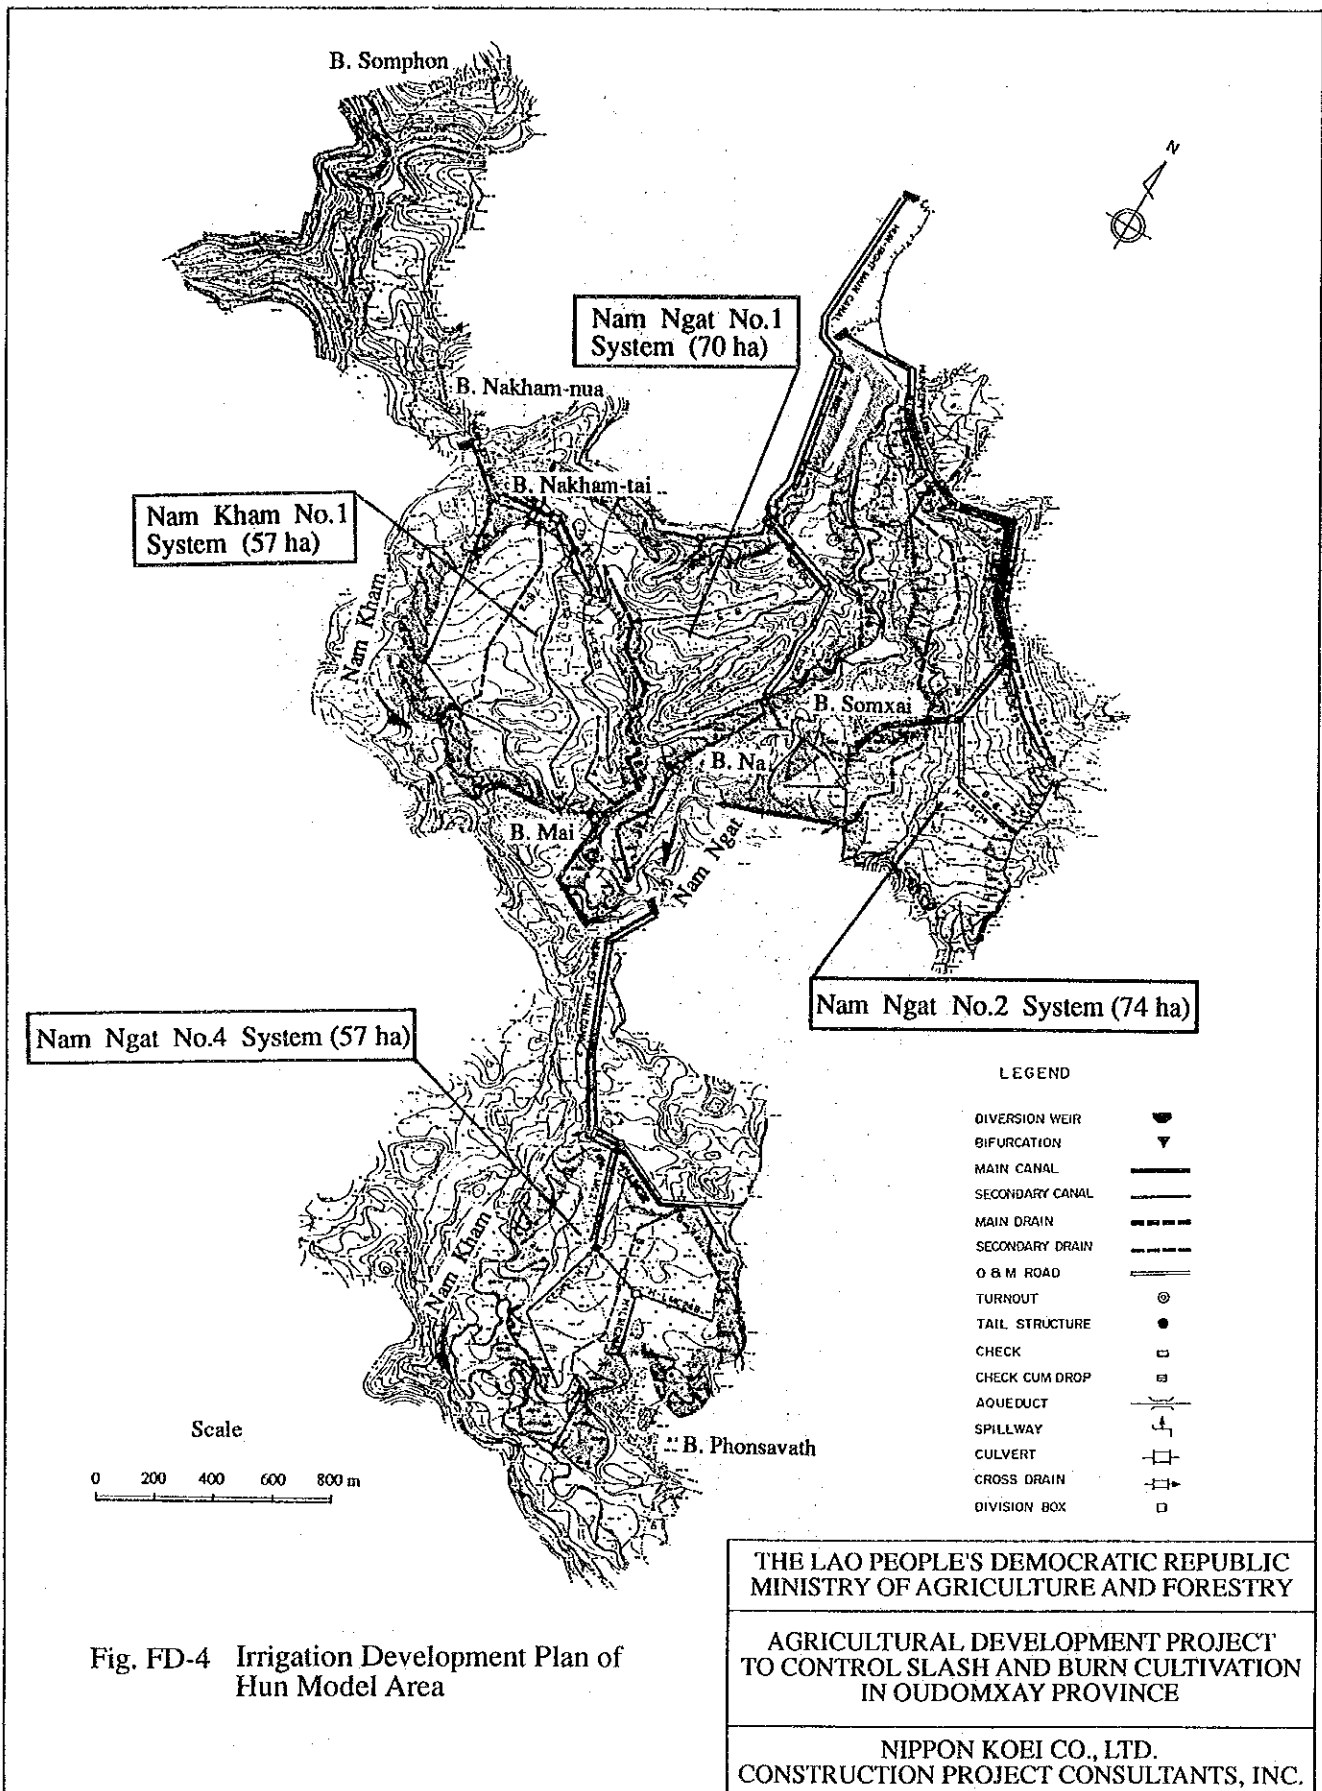 B. Somphon
N
Nam Ngat No.1
System (70 ha)
B. Nakham-nua
B. Nakham-tai
Nam Kham No.1
System (57 ha)
Nam Kham
B. Somxai
B. Na
B. Mai
Nam Ngat
Nam Ngat No.2 System (74 ha)
Nam Ngat No.4 System (57 ha)
Nam Kham
B. Phonsavath
LEGEND
DIVERSION WEIR
BIFURCATION
MAIN CANAL
SECONDARY CANAL
MAIN DRAIN
SECONDARY DRAIN
O & M ROAD
TURNOUT
TAIL STRUCTURE
CHECK
CHECK CUM DROP
AQUEDUCT
SPILLWAY
CULVERT
CROSS DRAIN
DIVISION BOX
Scale
0 200 400 600 800 m
Fig. FD-4 Irrigation Development Plan of
Hun Model Area
THE LAO PEOPLE'S DEMOCRATIC REPUBLIC
MINISTRY OF AGRICULTURE AND FORESTRY
AGRICULTURAL DEVELOPMENT PROJECT
TO CONTROL SLASH AND BURN CULTIVATION
IN OUDOMXAY PROVINCE
NIPPON KOEI CO., LTD.
CONSTRUCTION PROJECT CONSULTANTS, INC.